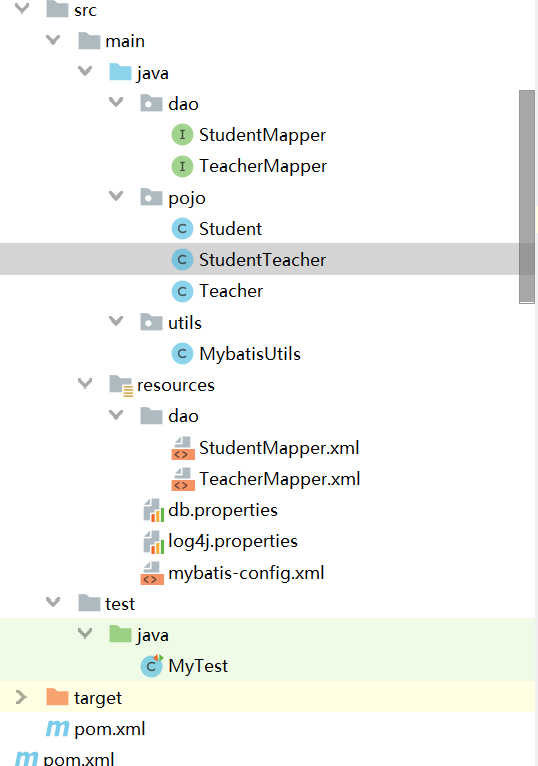 src
main
java
dao
StudentMapper
TeacherMapper
pojo
Student
StudentTeacher
Teacher
utils
MybatisUtils
resources
dao
StudentMapper.xml
TeacherMapper.xml
db.properties
log4j.properties
mybatis-config.xml
test
java
MyTest
target
pom.xml
pom.xml